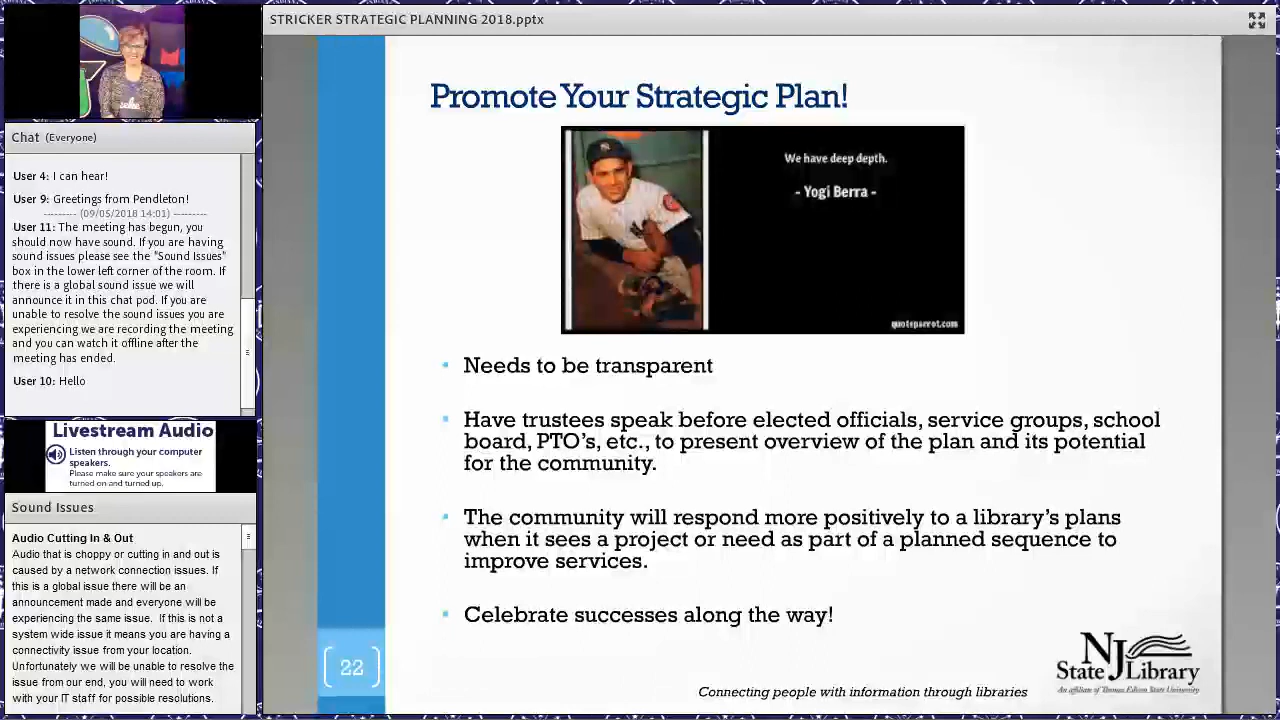 STRICKER STRATEGIC PLANNING 2018.pptx
Chat (Everyone)
User 4: I can hear!
User 9: Greetings from Pendleton!
-------- (09/05/2018 14:01) --------
User 11: The meeting has begun, you
should now have sound. If you are having
sound issues please see the "Sound Issues"
box in the lower left corner of the room. If
there is a global sound issue we will
announce it in this chat pod. If you are
unable to resolve the sound issues you are
experiencing we are recording the meeting
and you can watch it offline after the
meeting has ended.
User 10: Hello
Livestream Audio
Listen through your computer
speakers.
Please make sure your speakers are
turned on and turned up.
Sound Issues
Audio Cutting In & Out
Audio that is choppy or cutting in and out is
caused by a network connection issues. If
this is a global issue there will be an
announcement made and everyone will be
experiencing the same issue.  If this is not a
system wide issue it means you are having a
connectivity issue from your location.
Unfortunately we will be unable to resolve the
issue from our end, you will need to work
with your IT staff for possible resolutions.
Promote Your Strategic Plan!
We have deep depth.
- Yogi Berra -
quoteparrot.com
• Needs to be transparent
• Have trustees speak before elected officials, service groups, school
board, PTO’s, etc., to present overview of the plan and its potential
for the community.
• The community will respond more positively to a library’s plans
when it sees a project or need as part of a planned sequence to
improve services.
• Celebrate successes along the way!
22
Connecting people with information through libraries
NJ
State Library
An affiliate of Thomas Edison State University